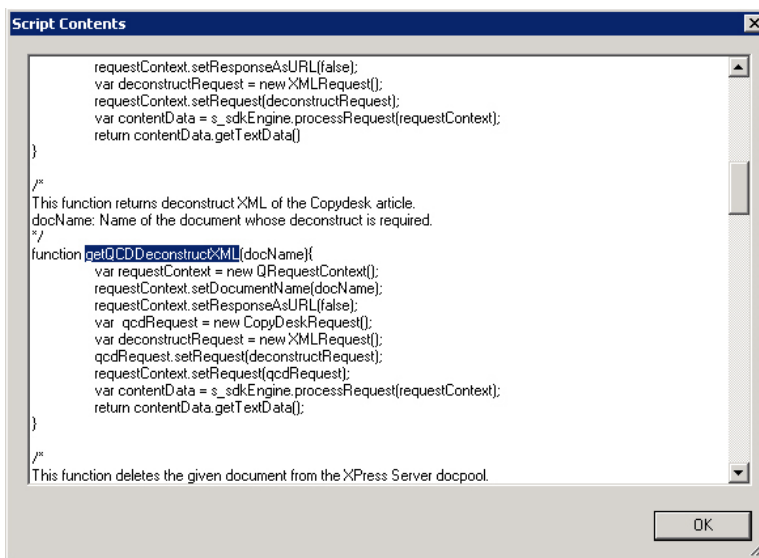 Script Contents
requestContext.setResponseAsURL(false);
var deconstructRequest = new XMLRequest();
requestContext.setRequest(deconstructRequest);
var contentData = s_sdkEngine.processRequest(requestContext);
return contentData.getTextData()
}
/*
This function returns deconstruct XML of the Copydesk article.
docName: Name of the document whose deconstruct is required.
*/
function getQCDDeconstructXML(docName){
var requestContext = new QRequestContext();
requestContext.setDocumentName(docName);
requestContext.setResponseAsURL(false);
var qcdRequest = new CopyDeskRequest();
var deconstructRequest = new XMLRequest();
qcdRequest.setRequest(deconstructRequest);
requestContext.setRequest(qcdRequest);
var contentData = s_sdkEngine.processRequest(requestContext);
return contentData.getTextData();
}
/*
This function deletes the given document from the XPress Server docpool.
OK